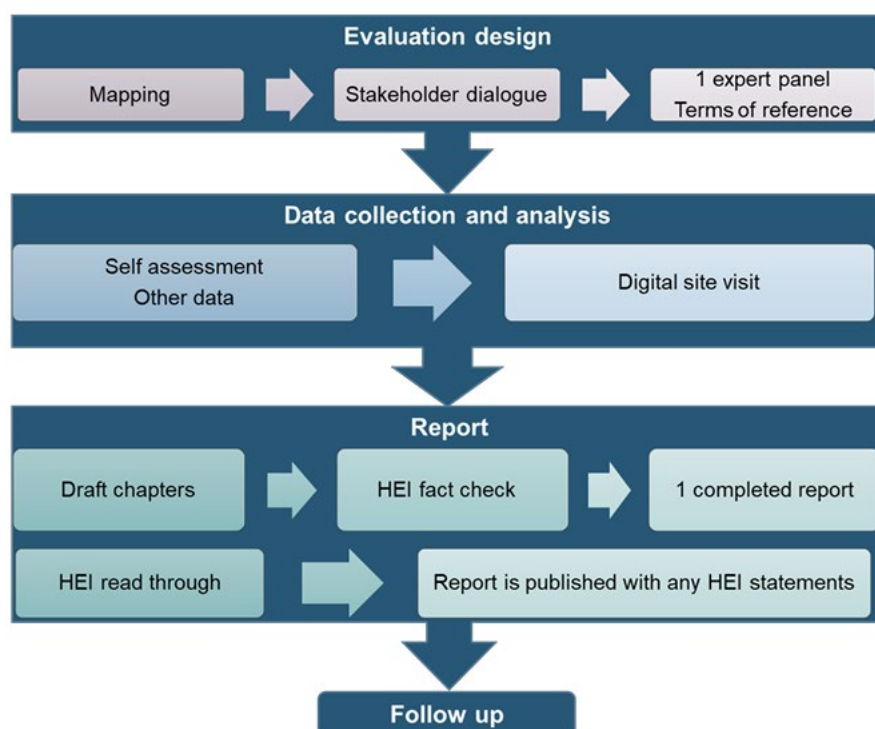 Evaluation design
Mapping
Stakeholder dialogue
1 expert panel
Terms of reference
Data collection and analysis
Self assessment
Other data
Digital site visit
Report
Draft chapters
HEI fact check
1 completed report
HEI read through
Report is published with any HEI statements
Follow up